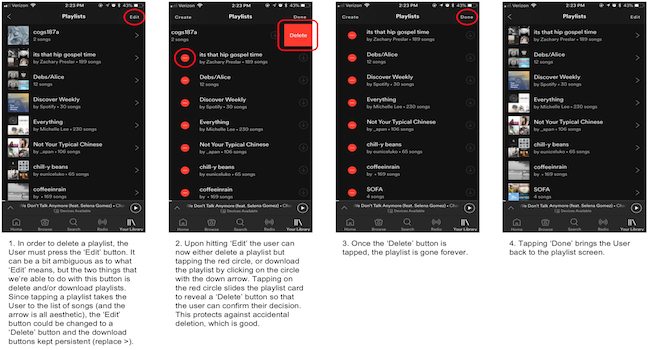 Verizon 2:23 PM 43%
Playlists Edit
cogs187a
2 songs
its that hip gospel time
by Zachary Preslar • 189 songs
Debs/Alice
12 songs
Discover Weekly
by Spotify • 30 songs
Everything
by Michelle Lee • 230 songs
Not Your Typical Chinese
by _apan • 106 songs
chill-y beans
by euniceluko • 63 songs
coffeeinrain
by • 169 songs
We Don't Talk Anymore (feat. Selena Gomez) • Ch
Devices Available
Home Browse Search Radio Your Library
Verizon 2:23 PM 43%
Create Playlists Done
cogs187a
2 songs
Delete
its that hip gospel time
by Zachary Preslar • 189 songs
Debs/Alice
12 songs
Discover Weekly
by Spotify • 30 songs
Everything
by Michelle Lee • 230 songs
Not Your Typical Chinese
by _apan • 106 songs
chill-y beans
by euniceluko • 63 songs
coffeeinrain
by • 169 songs
We Don't Talk Anymore (feat. Selena Gomez) • Ch
Devices Available
Home Browse Search Radio Your Library
Verizon 2:23 PM 43%
Create Playlists Done
its that hip gospel time
by Zachary Preslar • 189 songs
Debs/Alice
12 songs
Discover Weekly
by Spotify • 30 songs
Everything
by Michelle Lee • 230 songs
Not Your Typical Chinese
by _apan • 106 songs
chill-y beans
by euniceluko • 63 songs
coffeeinrain
by • 169 songs
SOFA
4 songs
We Don't Talk Anymore (feat. Selena Gomez) • Ch
Devices Available
Home Browse Search Radio Your Library
Verizon 2:23 PM 43%
Playlists Edit
its that hip gospel time
by Zachary Preslar • 189 songs
Debs/Alice
12 songs
Discover Weekly
by Spotify • 30 songs
Everything
by Michelle Lee • 230 songs
Not Your Typical Chinese
by _apan • 106 songs
chill-y beans
by euniceluko • 63 songs
coffeeinrain
by • 169 songs
SOFA
4 songs
We Don't Talk Anymore (feat. Selena Gomez) • Ch
Devices Available
Home Browse Search Radio Your Library
1. In order to delete a playlist, the
User must press the 'Edit' button. It
can be a bit ambiguous as to what
'Edit' means, but the two things that
we're able to do with this button is
delete and/or download playlists.
Since tapping a playlist takes the
User to the list of songs (and the
arrow is all aesthetic), the 'Edit'
button could be changed to a
'Delete' button and the download
buttons kept persistent (replace >).
2. Upon hitting 'Edit' the user can
now either delete a playlist but
tapping the red circle, or download
the playlist by clicking on the circle
with the down arrow. Tapping on
the red circle slides the playlist card
to reveal a 'Delete' button so that
the user can confirm their decision.
This protects against accidental
deletion, which is good.
3. Once the 'Delete' button is
tapped, the playlist is gone forever.
4. Tapping 'Done' brings the User
back to the playlist screen.